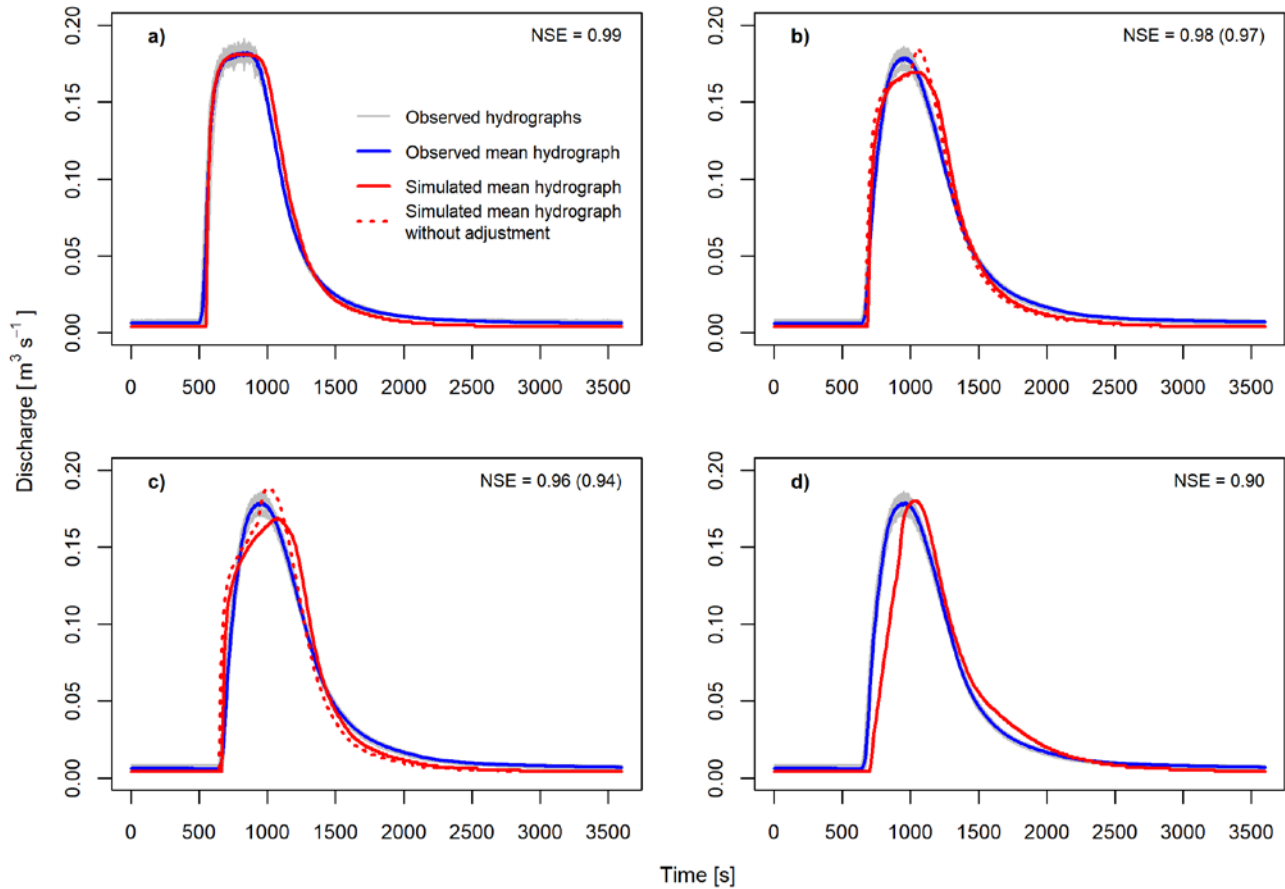 a)
NSE = 0.99
Observed hydrographs
Observed mean hydrograph
Simulated mean hydrograph
Simulated mean hydrograph
without adjustment
0.00 0.05 0.10 0.15 0.20
0 500 1000 1500 2000 2500 3000 3500
b)
NSE = 0.98 (0.97)
0.00 0.05 0.10 0.15 0.20
0 500 1000 1500 2000 2500 3000 3500
c)
NSE = 0.96 (0.94)
0.00 0.05 0.10 0.15 0.20
0 500 1000 1500 2000 2500 3000 3500
d)
NSE = 0.90
0.00 0.05 0.10 0.15 0.20
0 500 1000 1500 2000 2500 3000 3500
Discharge [ m³ s⁻¹ ]
Time [s]